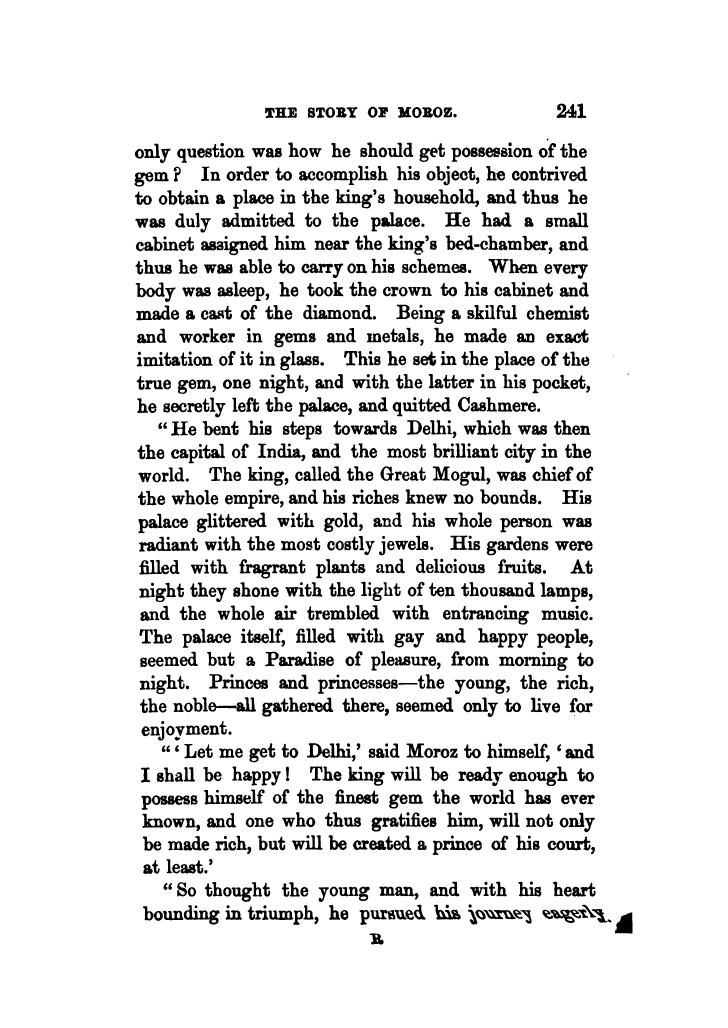 THE STORY OF MOROZ. 241
only question was how he should get possession of the
gem? In order to accomplish his object, he contrived
to obtain a place in the king's household, and thus he
was duly admitted to the palace. He had a small
cabinet assigned him near the king's bed-chamber, and
thus he was able to carry on his schemes. When every
body was asleep, he took the crown to his cabinet and
made a cast of the diamond. Being a skilful chemist
and worker in gems and metals, he made an exact
imitation of it in glass. This he set in the place of the
true gem, one night, and with the latter in his pocket,
he secretly left the palace, and quitted Cashmere.
“He bent his steps towards Delhi, which was then
the capital of India, and the most brilliant city in the
world. The king, called the Great Mogul, was chief of
the whole empire, and his riches knew no bounds. His
palace glittered with gold, and his whole person was
radiant with the most costly jewels. His gardens were
filled with fragrant plants and delicious fruits. At
night they shone with the light of ten thousand lamps,
and the whole air trembled with entrancing music.
The palace itself, filled with gay and happy people,
seemed but a Paradise of pleasure, from morning to
night. Princes and princesses—the young, the rich,
the noble—all gathered there, seemed only to live for
enjoyment.
“‘Let me get to Delhi,’ said Moroz to himself, ‘and
I shall be happy! The king will be ready enough to
possess himself of the finest gem the world has ever
known, and one who thus gratifies him, will not only
be made rich, but will be created a prince of his court,
at least.’
“So thought the young man, and with his heart
bounding in triumph, he pursued his journey eagerly.
R